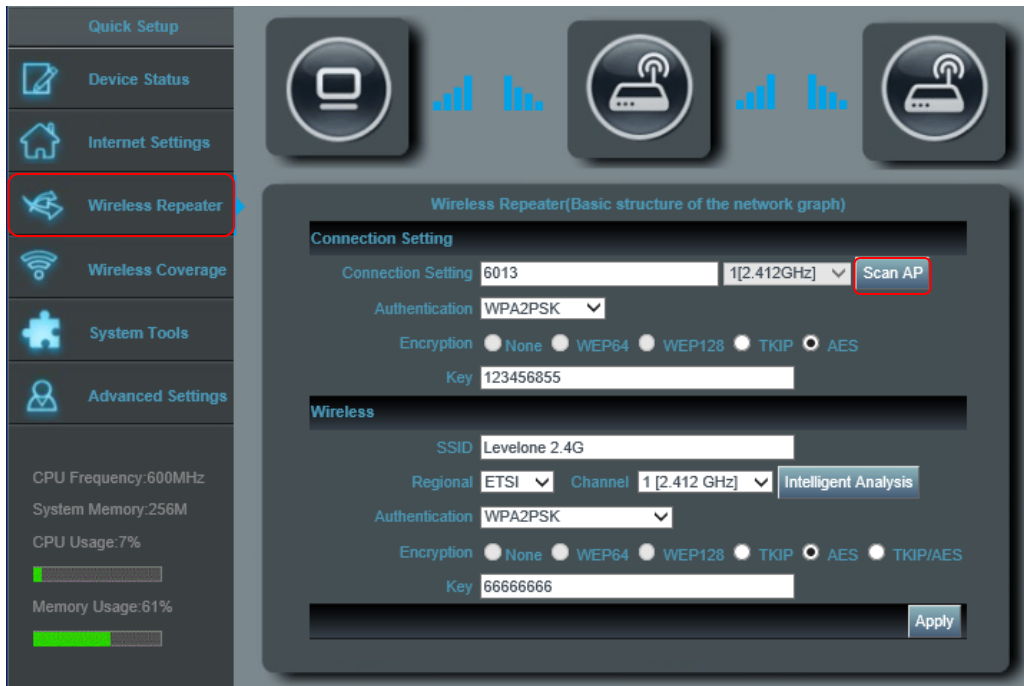 Quick Setup
Device Status
Internet Settings
Wireless Repeater
Wireless Coverage
System Tools
Advanced Settings
CPU Frequency:600MHz
System Memory:256M
CPU Usage:7%
Memory Usage:61%
Wireless Repeater(Basic structure of the network graph)
Connection Setting
Connection Setting 6013 1[2.412GHz] Scan AP
Authentication WPA2PSK
Encryption None WEP64 WEP128 TKIP AES
Key 123456855
Wireless
SSID Levelone 2.4G
Regional ETSI Channel 1 [2.412 GHz] Intelligent Analysis
Authentication WPA2PSK
Encryption None WEP64 WEP128 TKIP AES TKIP/AES
Key 66666666
Apply